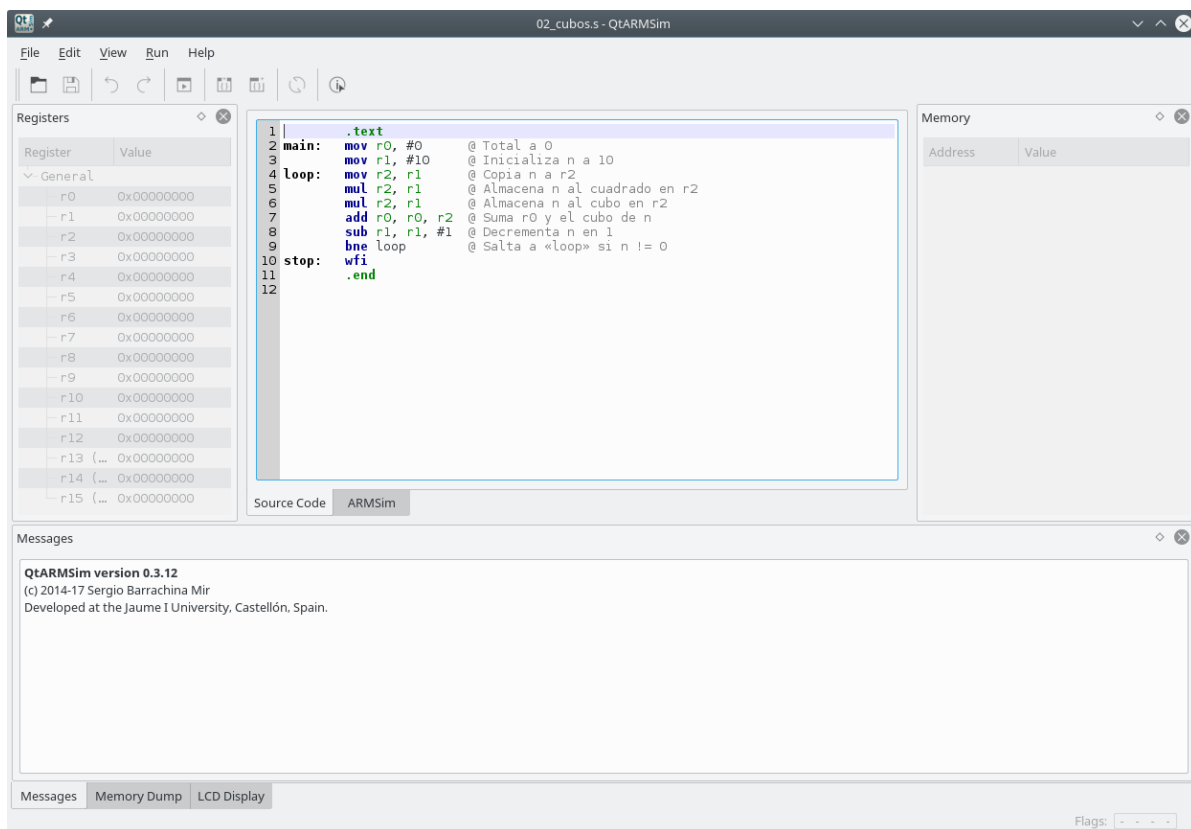 02_cubos.s - QtARMSim
File Edit View Run Help
Registers
Register Value
General
r0 0x00000000
r1 0x00000000
r2 0x00000000
r3 0x00000000
r4 0x00000000
r5 0x00000000
r6 0x00000000
r7 0x00000000
r8 0x00000000
r9 0x00000000
r10 0x00000000
r11 0x00000000
r12 0x00000000
r13 (… 0x00000000
r14 (… 0x00000000
r15 (… 0x00000000
1 .text
2 main: mov r0, #0 @ Total a 0
3 mov r1, #10 @ Inicializa n a 10
4 loop: mov r2, r1 @ Copia n a r2
5 mul r2, r1 @ Almacena n al cuadrado en r2
6 mul r2, r1 @ Almacena n al cubo en r2
7 add r0, r0, r2 @ Suma r0 y el cubo de n
8 sub r1, r1, #1 @ Decrementa n en 1
9 bne loop @ Salta a «loop» si n != 0
10 stop: wfi
11 .end
12
Source Code ARMSim
Memory
Address Value
Messages
QtARMSim version 0.3.12
(c) 2014-17 Sergio Barrachina Mir
Developed at the Jaume I University, Castellón, Spain.
Messages Memory Dump LCD Display
Flags: - - - -